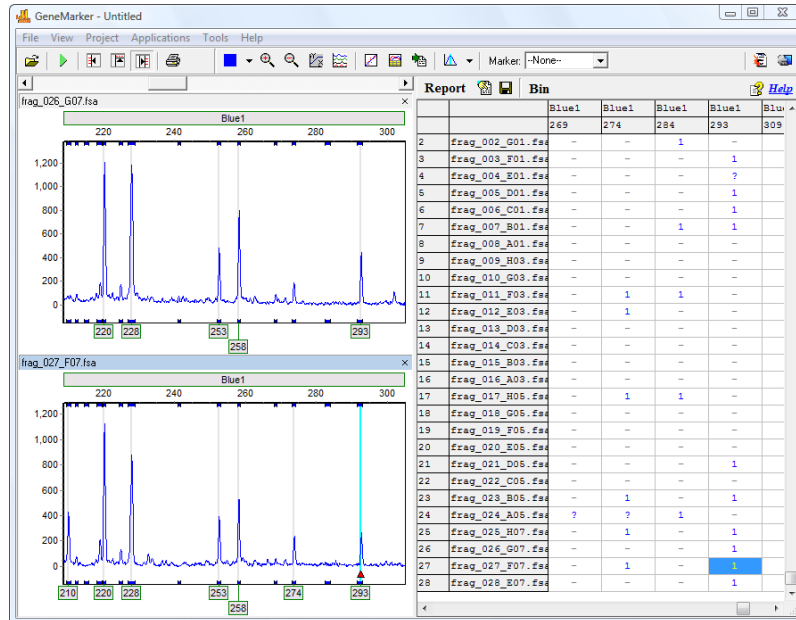 GeneMarker - Untitled
File View Project Applications Tools Help
Marker: --None--
frag_026_G07.fsa
Blue1
220 240 260 280 300
1,200
1,000
800
600
400
200
0
220 228 253 293
258
frag_027_F07.fsa
Blue1
220 240 260 280 300
1,200
1,000
800
600
400
200
0
210 220 228 253 274 293
258
Report Bin Help
Blue1 Blue1 Blue1 Blue1 Blu
269 274 284 293 309
2 frag_002_G01.fsa - - 1 -
3 frag_003_F01.fsa - - - 1
4 frag_004_E01.fsa - - - ?
5 frag_005_D01.fsa - - - 1
6 frag_006_C01.fsa - - - 1
7 frag_007_B01.fsa - - 1 1
8 frag_008_A01.fsa - - - -
9 frag_009_H03.fsa - - - -
10 frag_010_G03.fsa - - - -
11 frag_011_F03.fsa - 1 1 -
12 frag_012_E03.fsa - 1 - -
13 frag_013_D03.fsa - - - -
14 frag_014_C03.fsa - - - -
15 frag_015_B03.fsa - - - -
16 frag_016_A03.fsa - - - -
17 frag_017_H05.fsa - 1 1 -
18 frag_018_G05.fsa - - - -
19 frag_019_F05.fsa - - - -
20 frag_020_E05.fsa - - - -
21 frag_021_D05.fsa - - - 1
22 frag_022_C05.fsa - - - -
23 frag_023_B05.fsa - 1 - 1
24 frag_024_A05.fsa ? ? 1 -
25 frag_025_H07.fsa - 1 - 1
26 frag_026_G07.fsa - - - 1
27 frag_027_F07.fsa - 1 - 1
28 frag_028_E07.fsa - - - 1